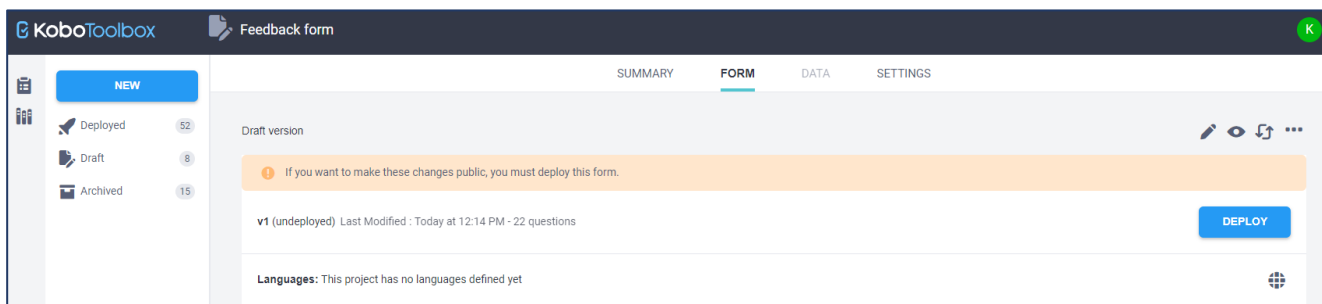 KoboToolbox
Feedback form
K
NEW
Deployed 52
Draft 8
Archived 15
SUMMARY FORM DATA SETTINGS
Draft version
If you want to make these changes public, you must deploy this form.
v1 (undeployed) Last Modified : Today at 12:14 PM - 22 questions
DEPLOY
Languages: This project has no languages defined yet